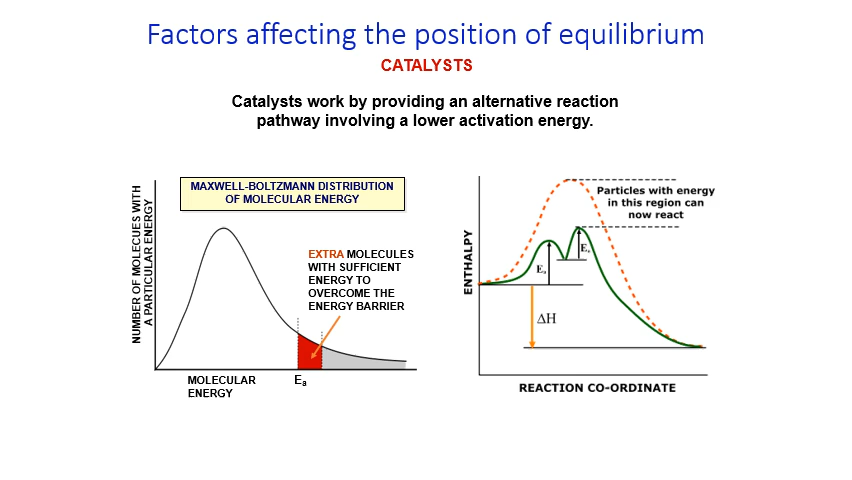 Factors affecting the position of equilibrium
CATALYSTS
Catalysts work by providing an alternative reaction
pathway involving a lower activation energy.
NUMBER OF MOLECUES WITH
A PARTICULAR ENERGY
MAXWELL-BOLTZMANN DISTRIBUTION
OF MOLECULAR ENERGY
EXTRA MOLECULES
WITH SUFFICIENT
ENERGY TO
OVERCOME THE
ENERGY BARRIER
MOLECULAR
ENERGY
Ea
ENTHALPY
Particles with energy
in this region can
now react
Ea
Ea
ΔH
REACTION CO-ORDINATE